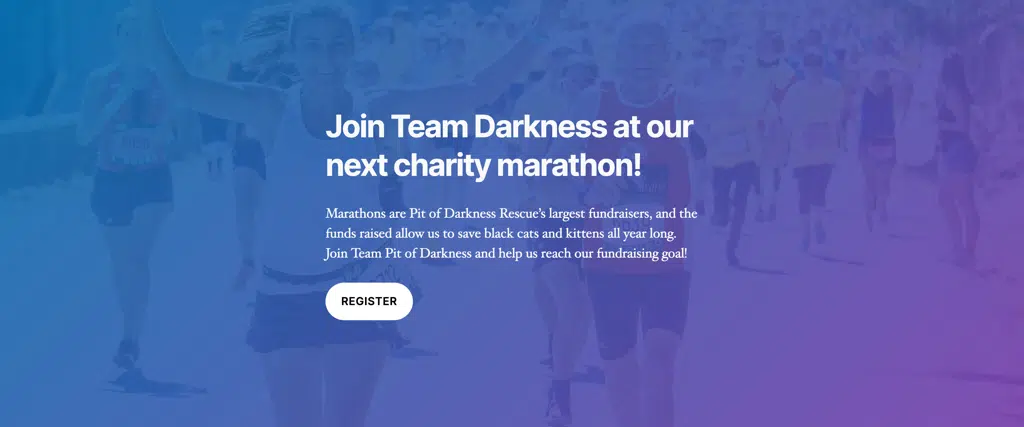 Join Team Darkness at our
next charity marathon!
Marathons are Pit of Darkness Rescue's largest fundraisers, and the
funds raised allow us to save black cats and kittens all year long.
Join Team Pit of Darkness and help us reach our fundraising goal!
REGISTER